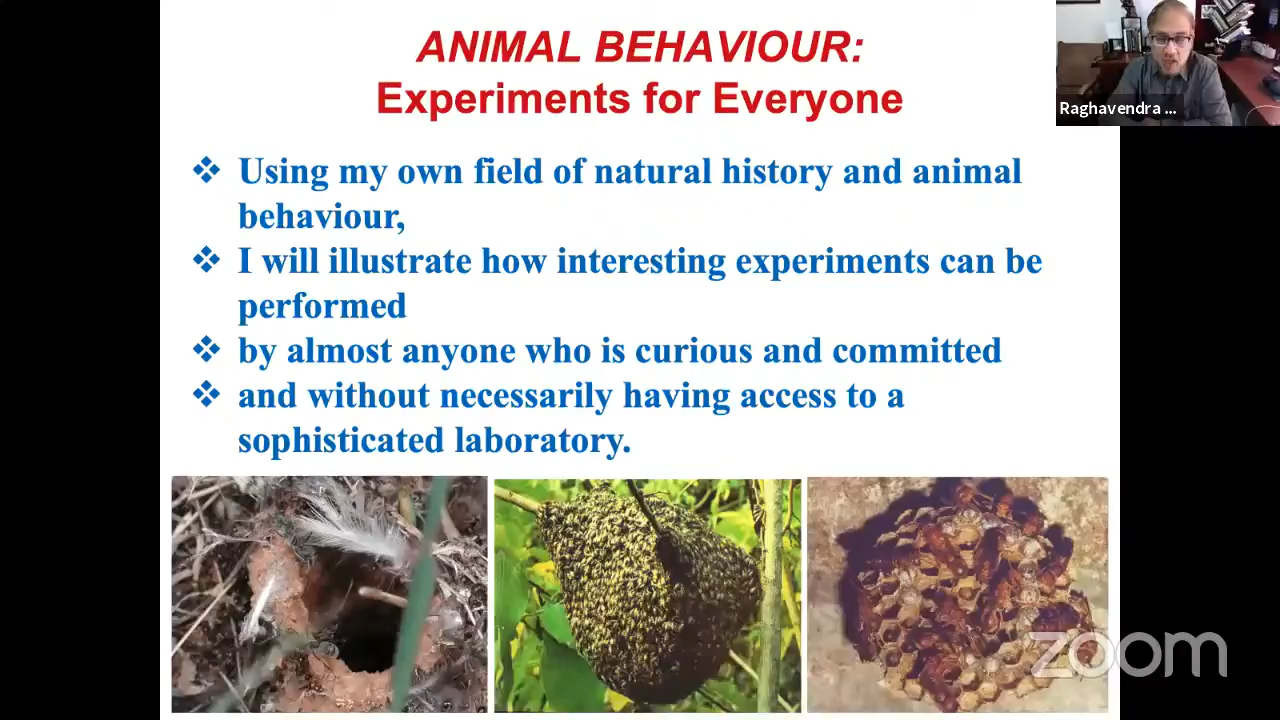 ANIMAL BEHAVIOUR:
Experiments for Everyone
Raghavendra ...
❖ Using my own field of natural history and animal
behaviour,
❖ I will illustrate how interesting experiments can be
performed
❖ by almost anyone who is curious and committed
❖ and without necessarily having access to a
sophisticated laboratory.
zoom